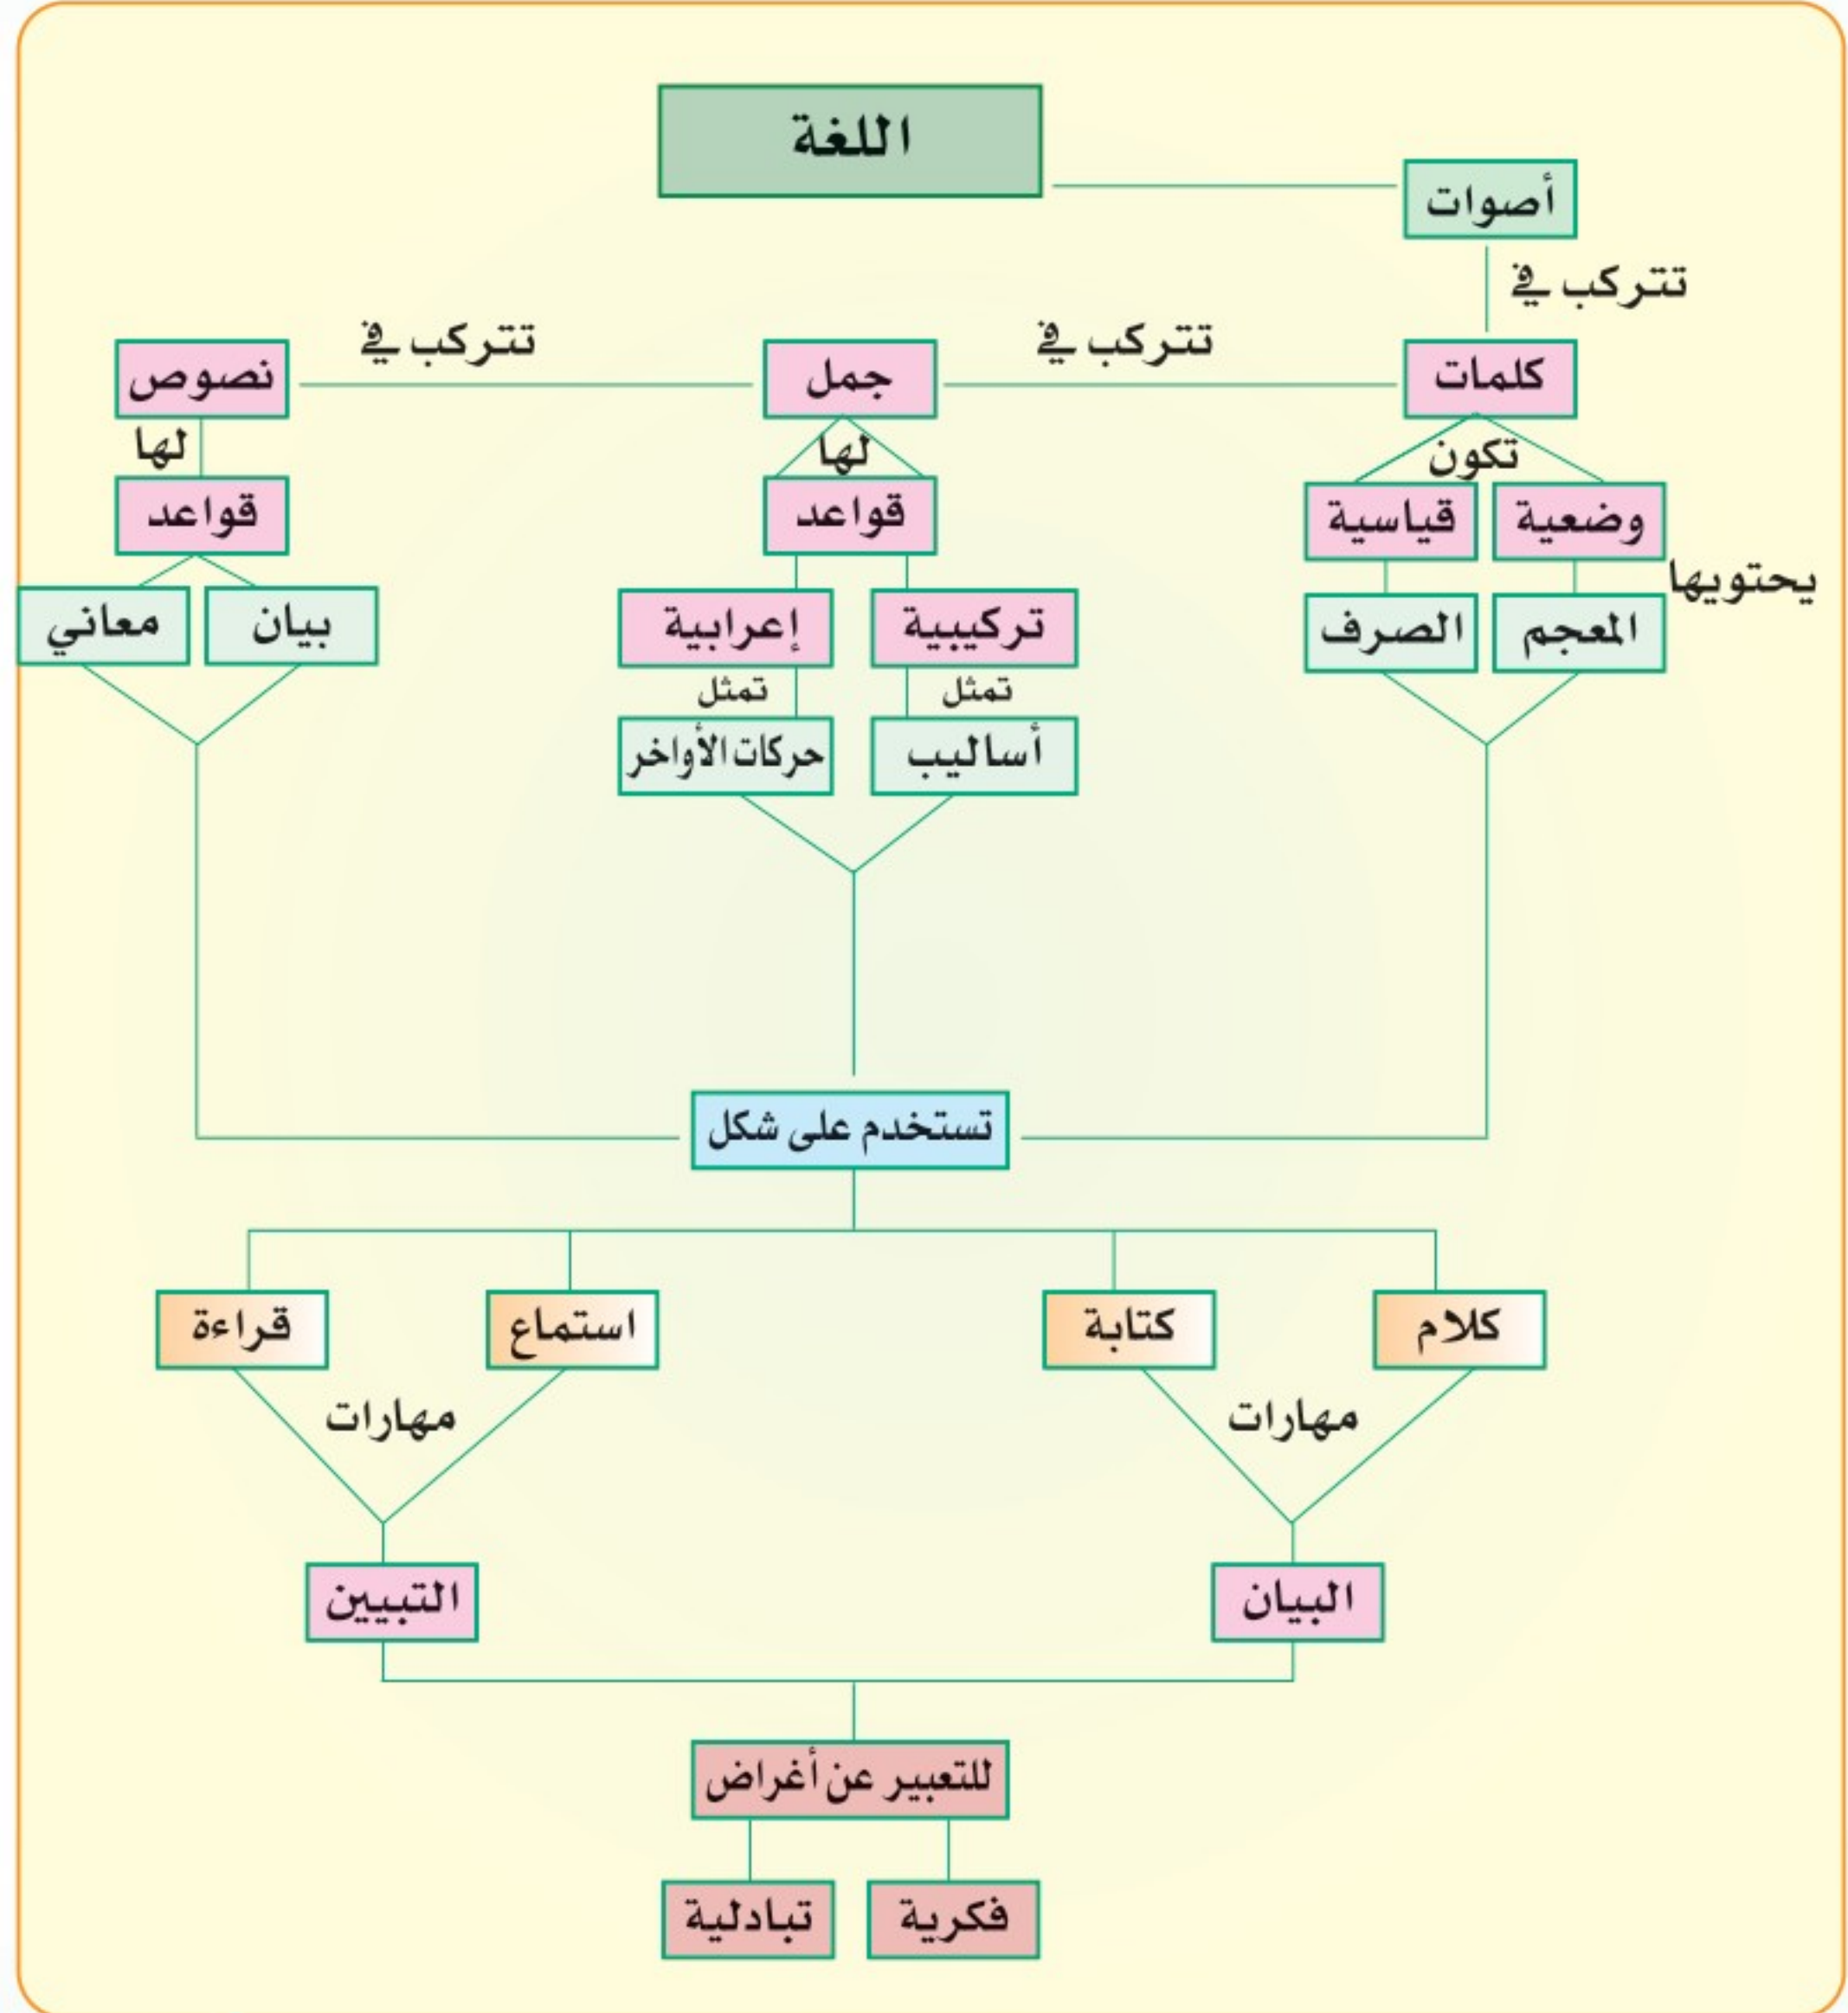 اللغة
أصوات
تتركب في
كلمات
تتركب في
جمل
تتركب في
نصوص
تكون
لها
لها
وضعية
قياسية
قواعد
قواعد
يحتويها
المعجم
الصرف
تركيبية
إعرابية
بيان
معاني
تمثل
تمثل
أساليب
حركات الأواخر
تستخدم على شكل
كلام
كتابة
استماع
قراءة
مهارات
مهارات
البيان
التبيين
للتعبير عن أغراض
فكرية
تبادلية